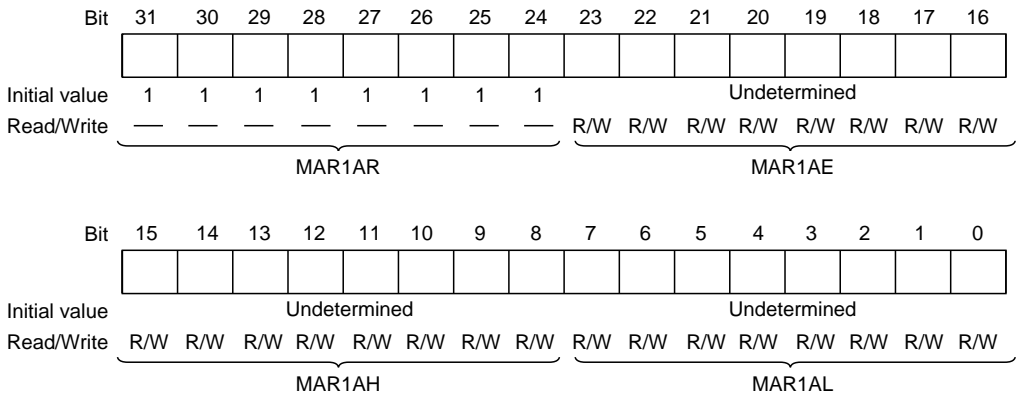 Bit 31 30 29 28 27 26 25 24 23 22 21 20 19 18 17 16
Initial value 1 1 1 1 1 1 1 1 Undetermined
Read/Write — — — — — — — — R/W R/W R/W R/W R/W R/W R/W R/W
MAR1AR MAR1AE
Bit 15 14 13 12 11 10 9 8 7 6 5 4 3 2 1 0
Initial value Undetermined Undetermined
Read/Write R/W R/W R/W R/W R/W R/W R/W R/W R/W R/W R/W R/W R/W R/W R/W R/W
MAR1AH MAR1AL